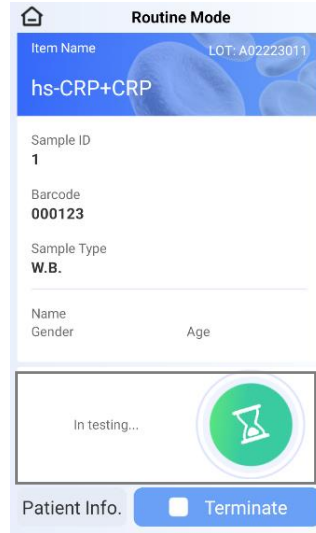 Routine Mode
Item Name LOT: A02223011
hs-CRP+CRP
Sample ID
1
Barcode
000123
Sample Type
W.B.
Name
Gender Age
In testing...
Patient Info. Terminate